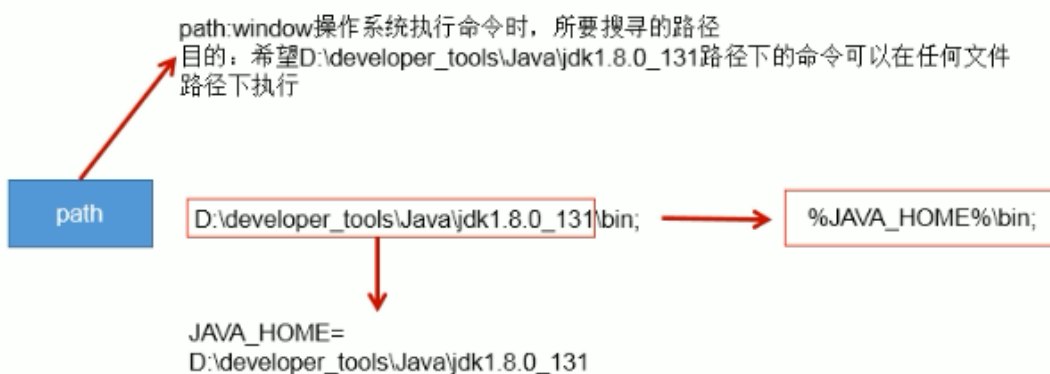 path:window操作系统执行命令时，所要搜寻的路径
目的：希望D:\developer_tools\Java\jdk1.8.0_131路径下的命令可以在任何文件
路径下执行
path
D:\developer_tools\Java\jdk1.8.0_131\bin;
%JAVA_HOME%\bin;
JAVA_HOME=
D:\developer_tools\Java\jdk1.8.0_131